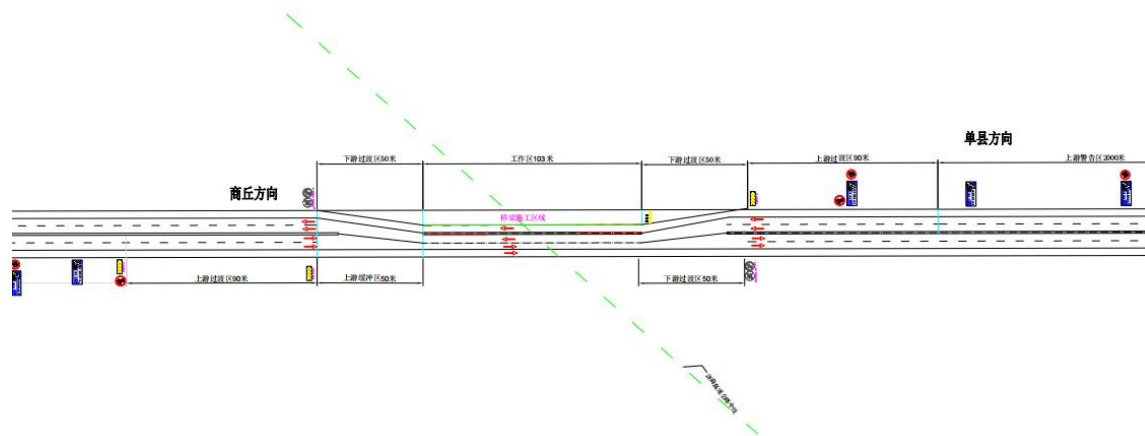 单县方向
下游过渡区50米
工作区103米
下游过渡区50米
上游过渡区90米
上游警告区2000米
商丘方向
桥梁施工区域
上游过渡区90米
上游缓冲区50米
下游过渡区50米